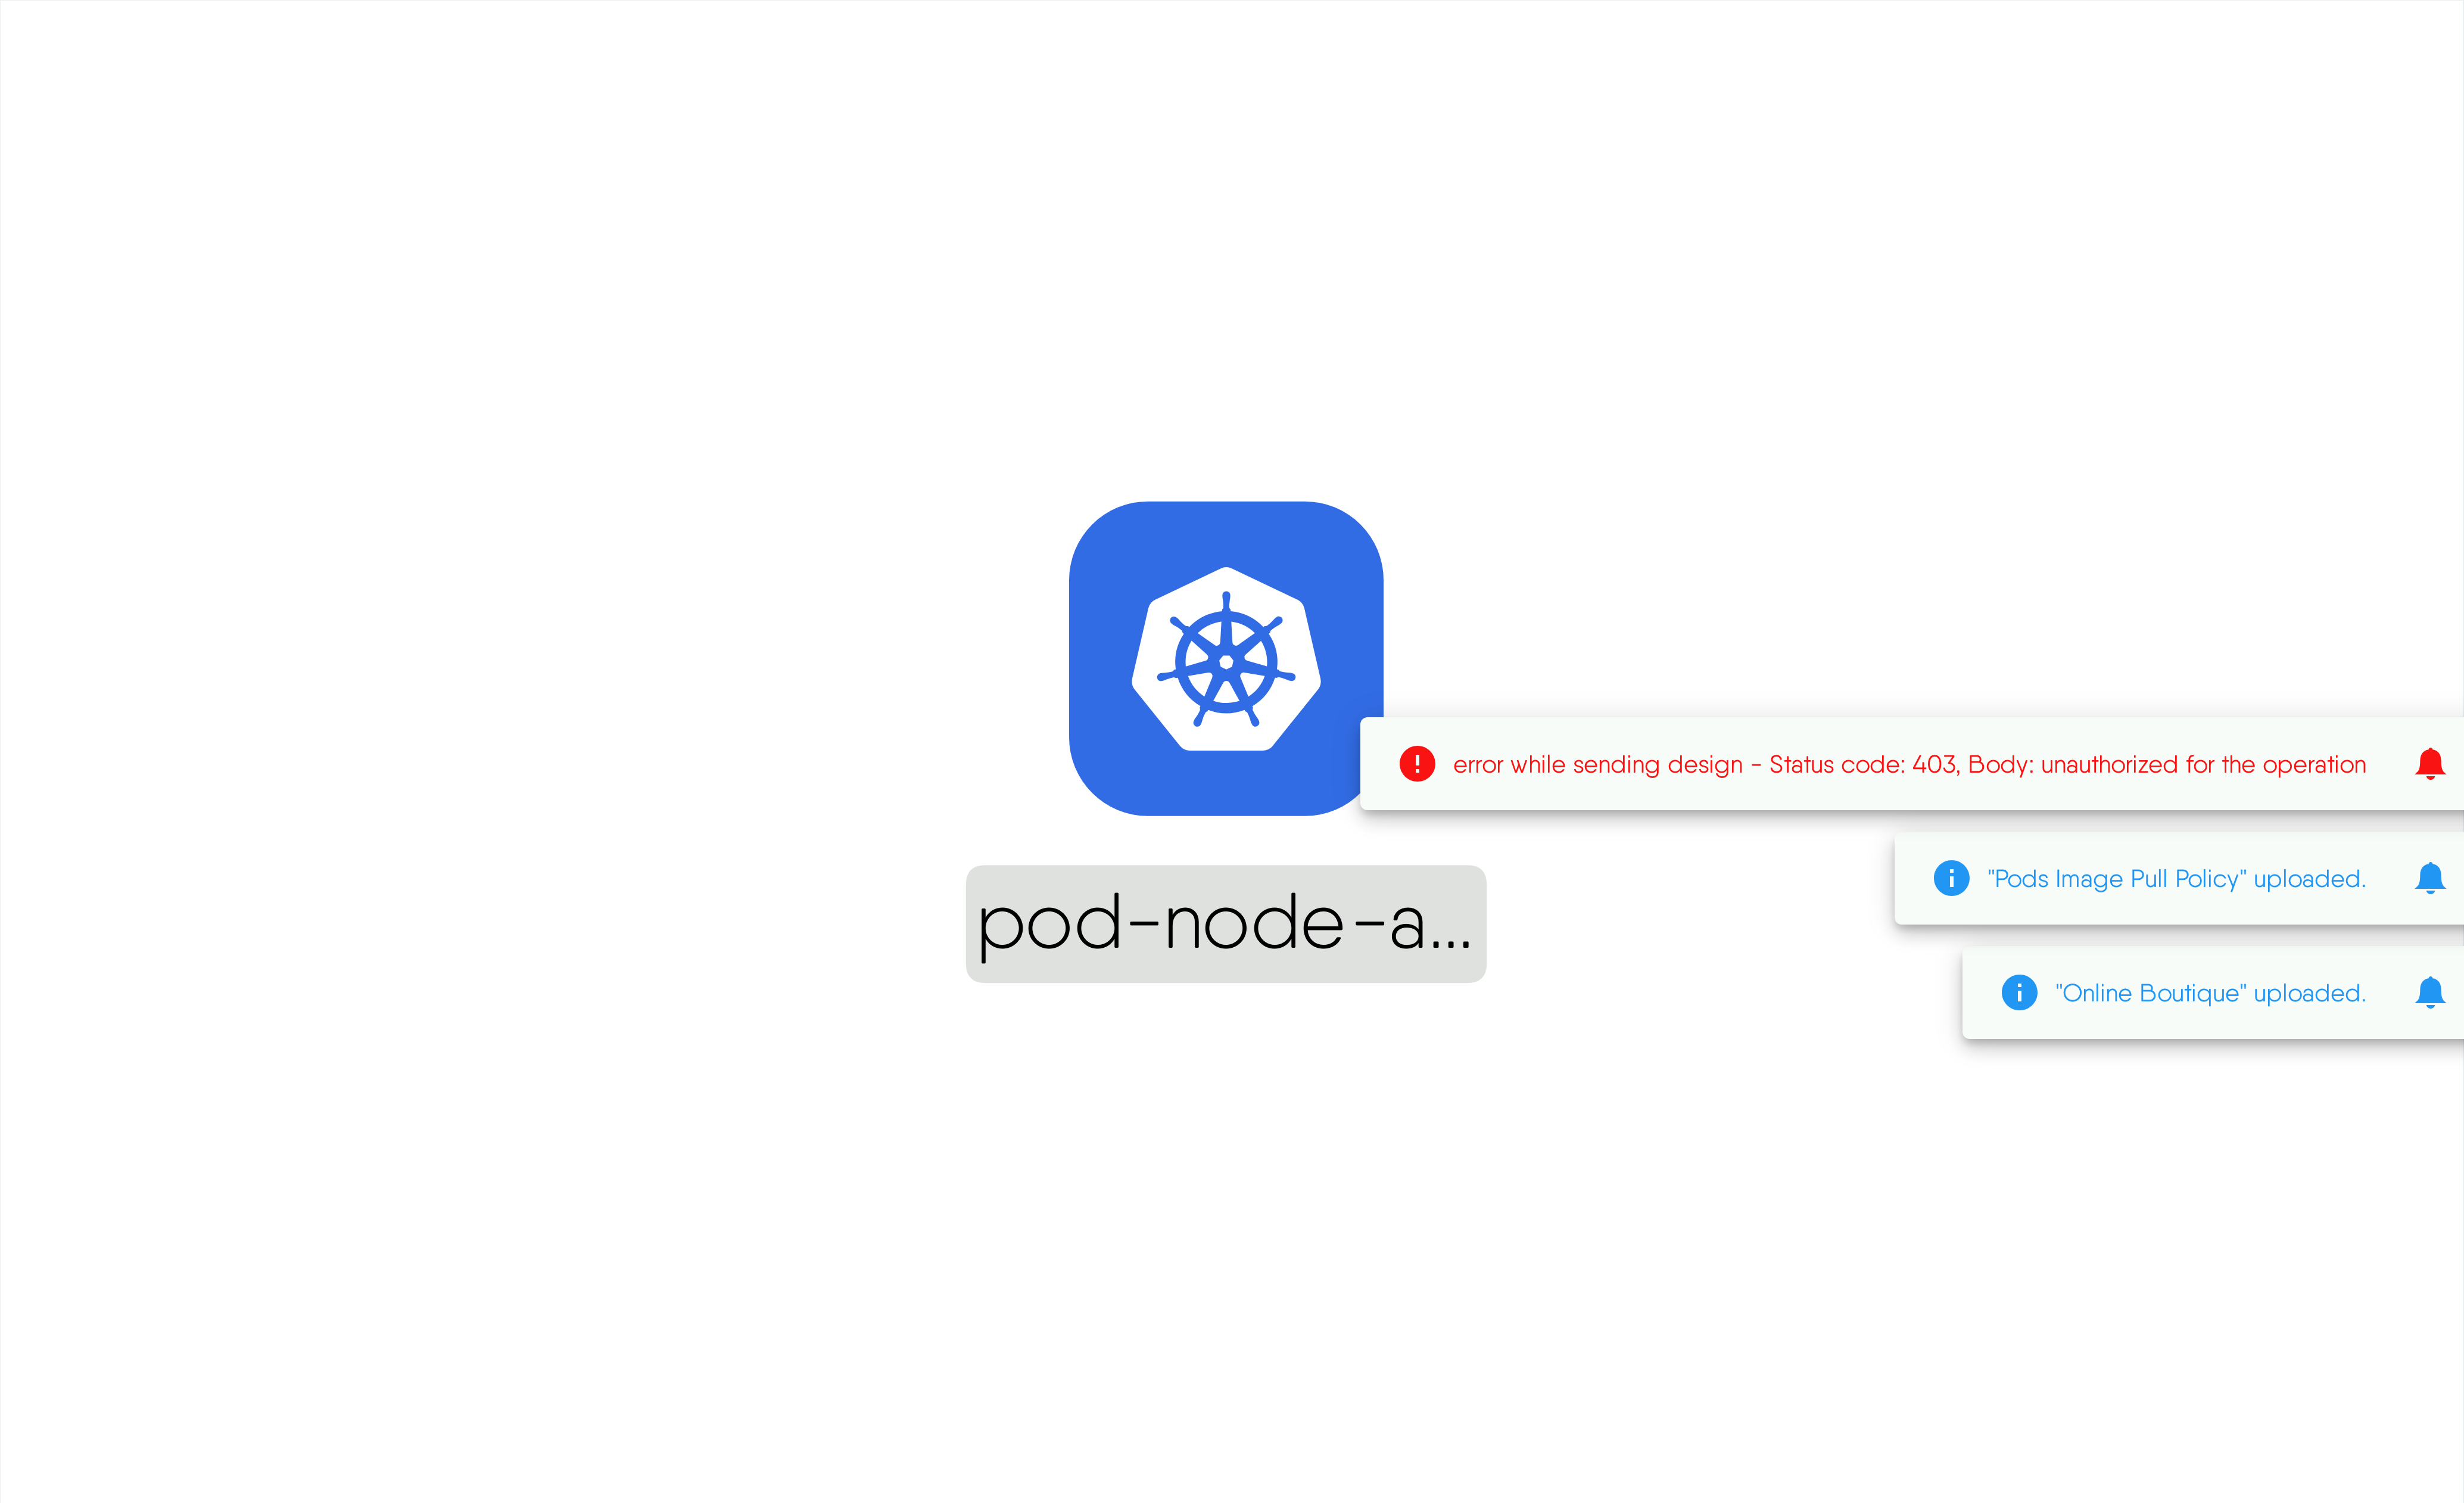 error while sending design - Status code: 403, Body: unauthorized for the operation
"Pods Image Pull Policy" uploaded.
pod-node-a...
"Online Boutique" uploaded.